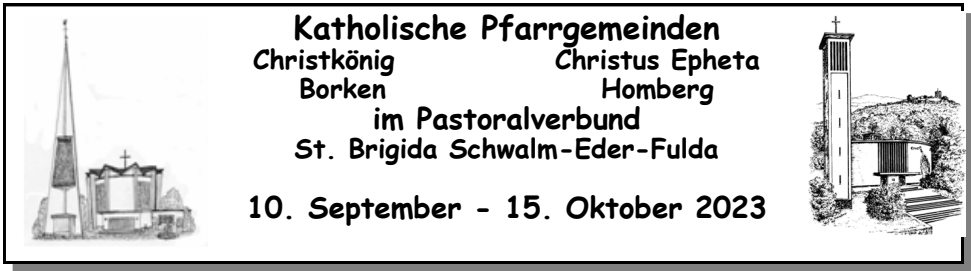 Katholische Pfarrgemeinden
Christkönig Christus Epheta
Borken Homberg
im Pastoralverbund
St. Brigida Schwalm-Eder-Fulda
10. September - 15. Oktober 2023